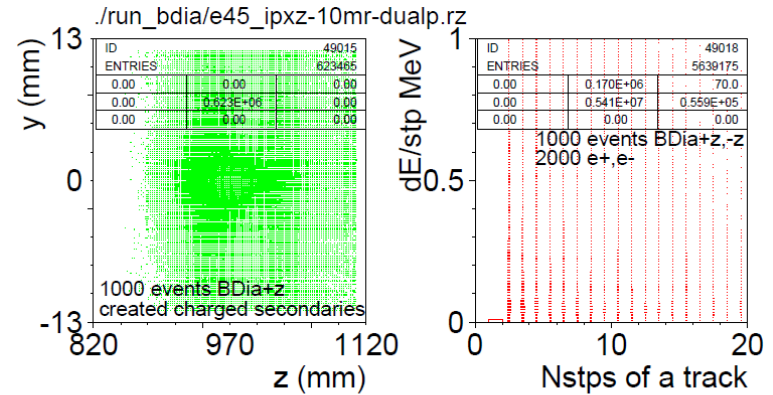 ./run_bdia/e45_ipxz-10mr-dualp.rz
y (mm)
13
0
-13
ID 49015
ENTRIES 623465
0.00 0.00 0.00
0.00 0.623E+06 0.00
0.00 0.00 0.00
1000 events BDia+z
created charged secondaries
820 970 1120
z (mm)
dE/stp MeV
1
0.5
0
ID 49018
ENTRIES 5639175
0.00 0.170E+06 70.0
0.00 0.541E+07 0.559E+05
0.00 0.00 0.00
1000 events BDia+z,-z
2000 e+,e-
0 10 20
Nstps of a track